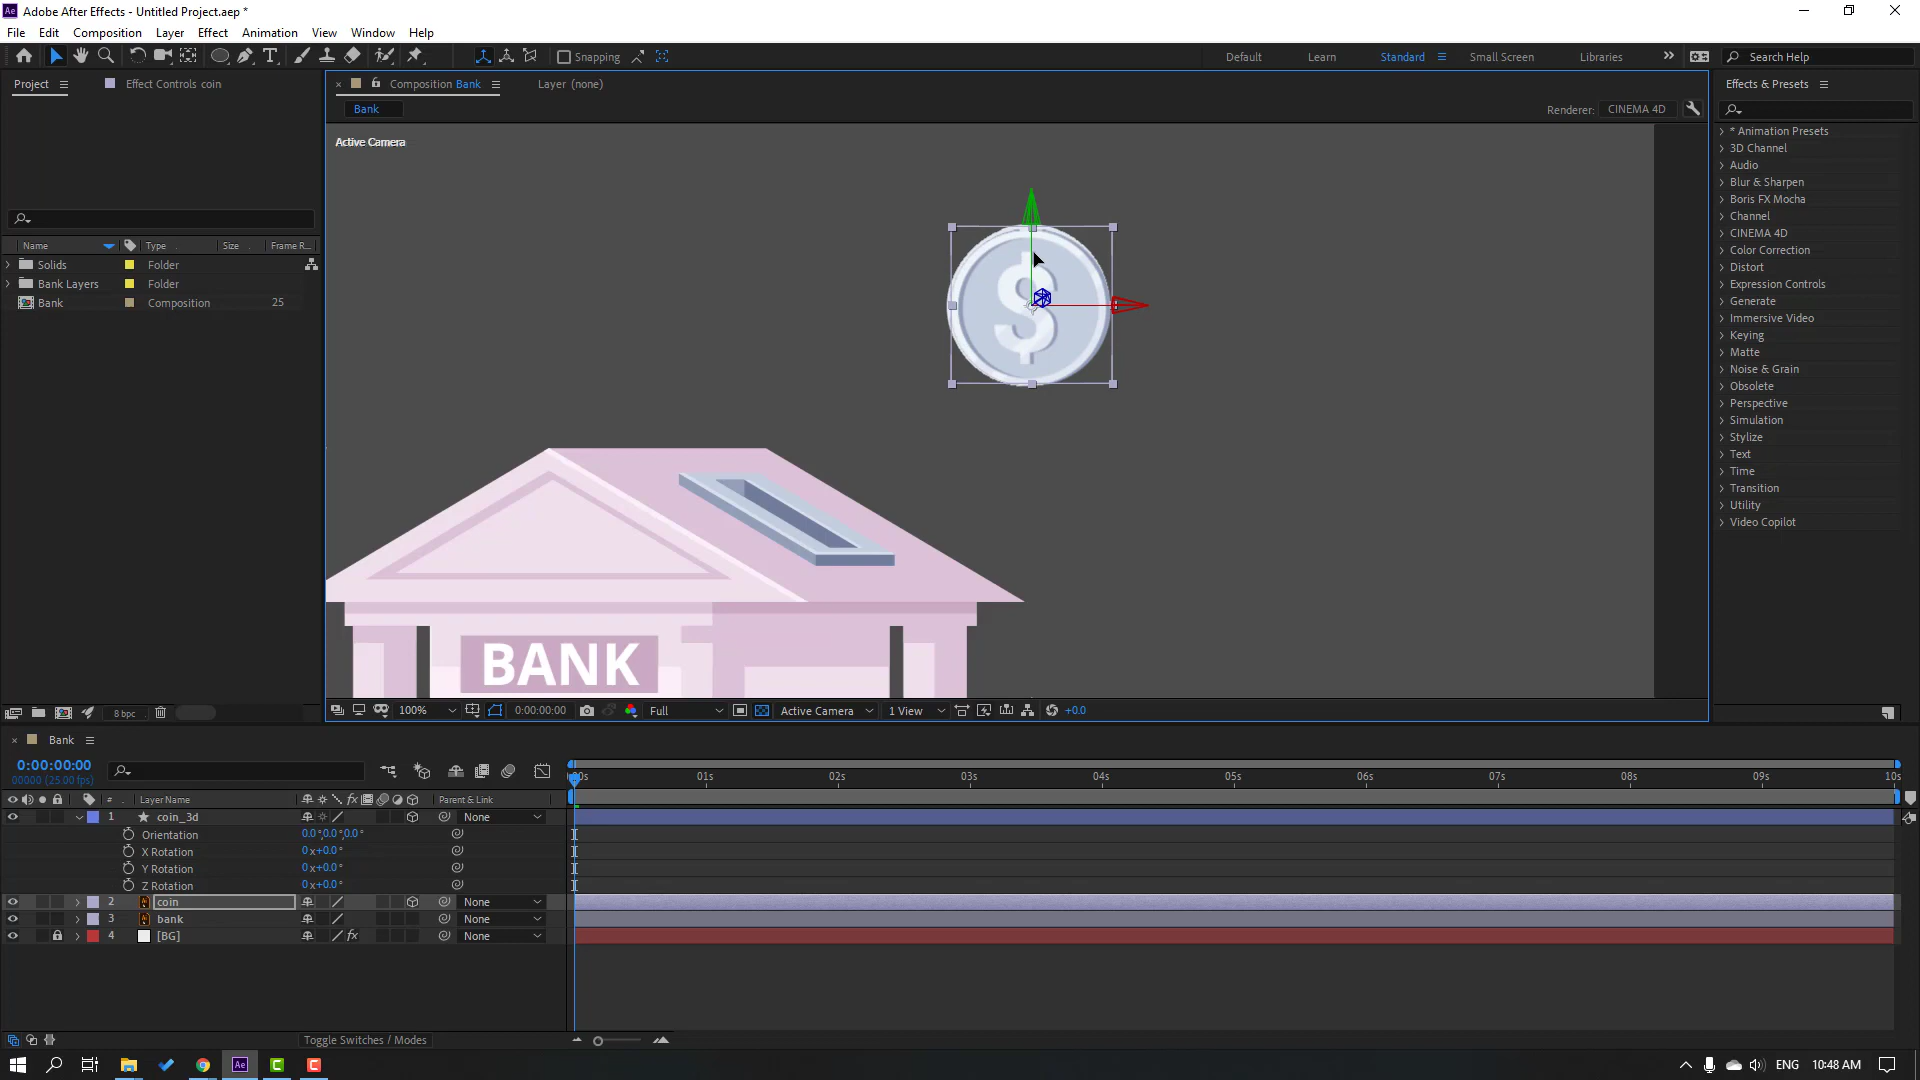 Adobe After Effects - Untitled Project.aep *
File Edit Composition Layer Effect Animation View Window Help
Snapping
Default Learn Standard Small Screen Libraries
Search Help
Project
Effect Controls coin
Composition Bank
Layer (none)
Effects & Presets
Bank
Renderer: CINEMA 4D
Active Camera
* Animation Presets
3D Channel
Audio
Blur & Sharpen
Boris FX Mocha
Channel
CINEMA 4D
Color Correction
Distort
Expression Controls
Generate
Immersive Video
Keying
Matte
Noise & Grain
Obsolete
Perspective
Simulation
Stylize
Text
Time
Transition
Utility
Video Copilot
Name Type Size Frame R...
Solids Folder
Bank Layers Folder
Bank Composition 25
$
BANK
8 bpc
100% 0:00:00:00 Full Active Camera 1 View +0.0
Bank
0:00:00:00
00000 (25.00 fps)
01s 02s 03s 04s 05s 06s 07s 08s 09s 10s
# Layer Name fx Parent & Link
1 coin_3d None
Orientation 0.0°,0.0°,0.0°
X Rotation 0x+0.0°
Y Rotation 0x+0.0°
Z Rotation 0x+0.0°
2 coin None
3 bank None
4 [BG] fx None
Toggle Switches / Modes
Ae
ENG 10:48 AM